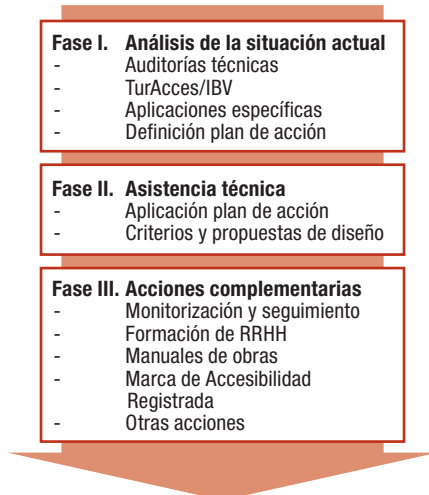 Fase I. Análisis de la situación actual
- Auditorías técnicas
- TurAcces/IBV
- Aplicaciones específicas
- Definición plan de acción
Fase II. Asistencia técnica
- Aplicación plan de acción
- Criterios y propuestas de diseño
Fase III. Acciones complementarias
- Monitorización y seguimiento
- Formación de RRHH
- Manuales de obras
- Marca de Accesibilidad
Registrada
- Otras acciones